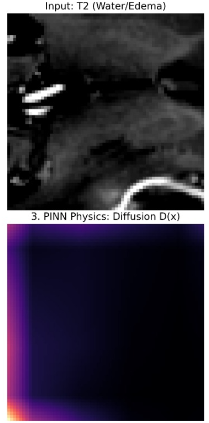 Input: T2 (Water/Edema)
3. PINN Physics: Diffusion D(x)